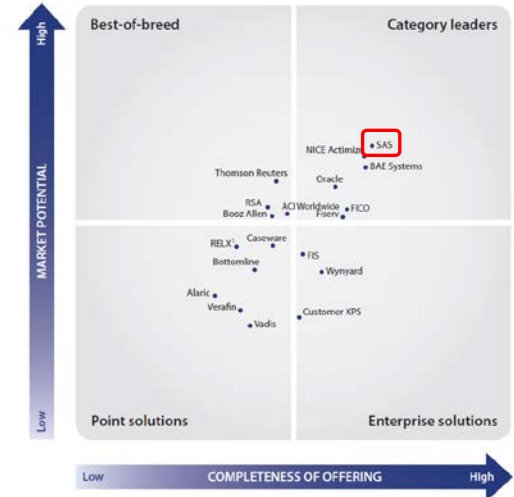 High
Best-of-breed
Category leaders
SAS
NICE Actimize
BAE Systems
Thomson Reuters
Oracle
RSA
ACI Worldwide
FICO
Booz Allen
Fiserv
MARKET POTENTIAL
RELX
Caseware
FIS
Bottomline
Wynyard
Alaric
Verafin
Customer XPS
Vadis
Low
Point solutions
Enterprise solutions
Low
COMPLETENESS OF OFFERING
High